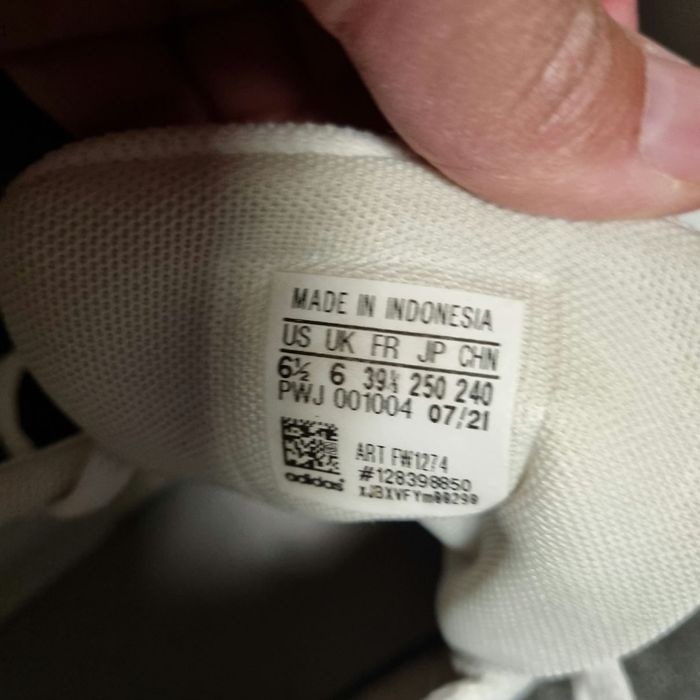 MADE IN INDONESIA
US UK FR JP CHN
6½ 6 39⅓ 250 240
PWJ 001004 07/21
ART FW1274
#128398850
adidas